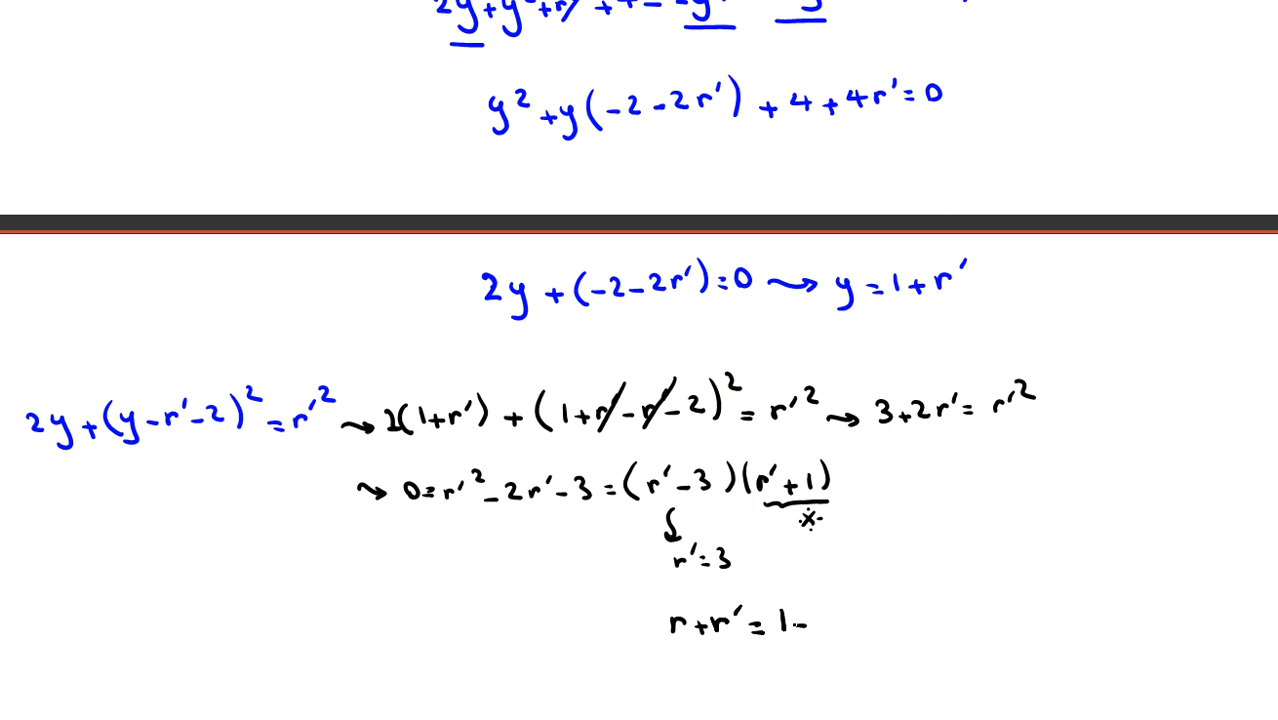 y² + y(-2-2r') + 4 + 4r' = 0
2y + (-2-2r') = 0 ⇝ y = 1 + r'
2y + (y-r'-2)² = r'² ⇝ 2(1+r') + (1+r'-r'-2)² = r'² ⇝ 3+2r' = r'²
⇝ 0 = r'² - 2r' - 3 = (r'-3)(r'+1)
r' = 3
r + r' = 1-